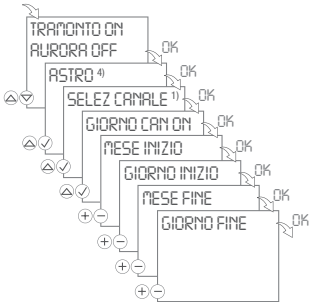 TRAMONTO ON
AURORA OFF
OK
ASTRO 4)
OK
SELEZ CANALE 1)
OK
GIORNO CAN ON
OK
MESE INIZIO
OK
GIORNO INIZIO
OK
MESE FINE
OK
GIORNO FINE
OK